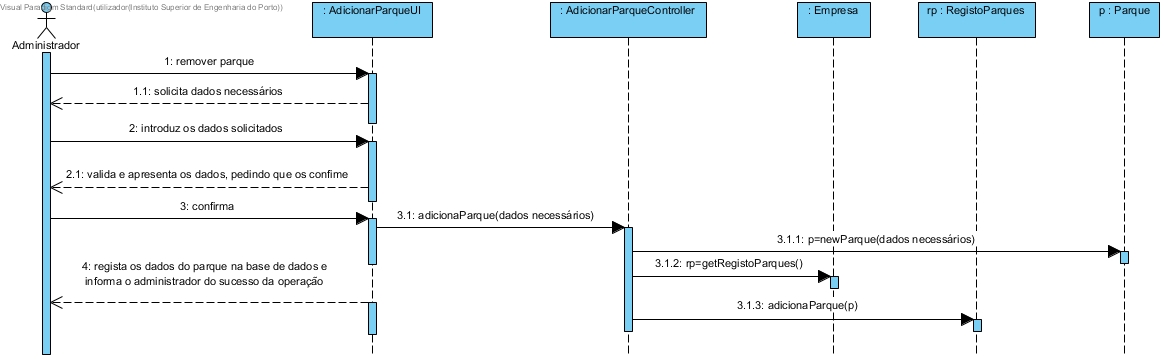 Visual Paradigm Standard(utilizador(Instituto Superior de Engenharia do Porto))
Administrador
: AdicionarParqueUI
: AdicionarParqueController
: Empresa
rp : RegistoParques
p : Parque
1: remover parque
1.1: solicita dados necessários
2: introduz os dados solicitados
2.1: valida e apresenta os dados, pedindo que os confime
3: confirma
3.1: adicionaParque(dados necessários)
3.1.1: p=newParque(dados necessários)
3.1.2: rp=getRegistoParques()
3.1.3: adicionaParque(p)
4: regista os dados do parque na base de dados e
informa o administrador do sucesso da operação